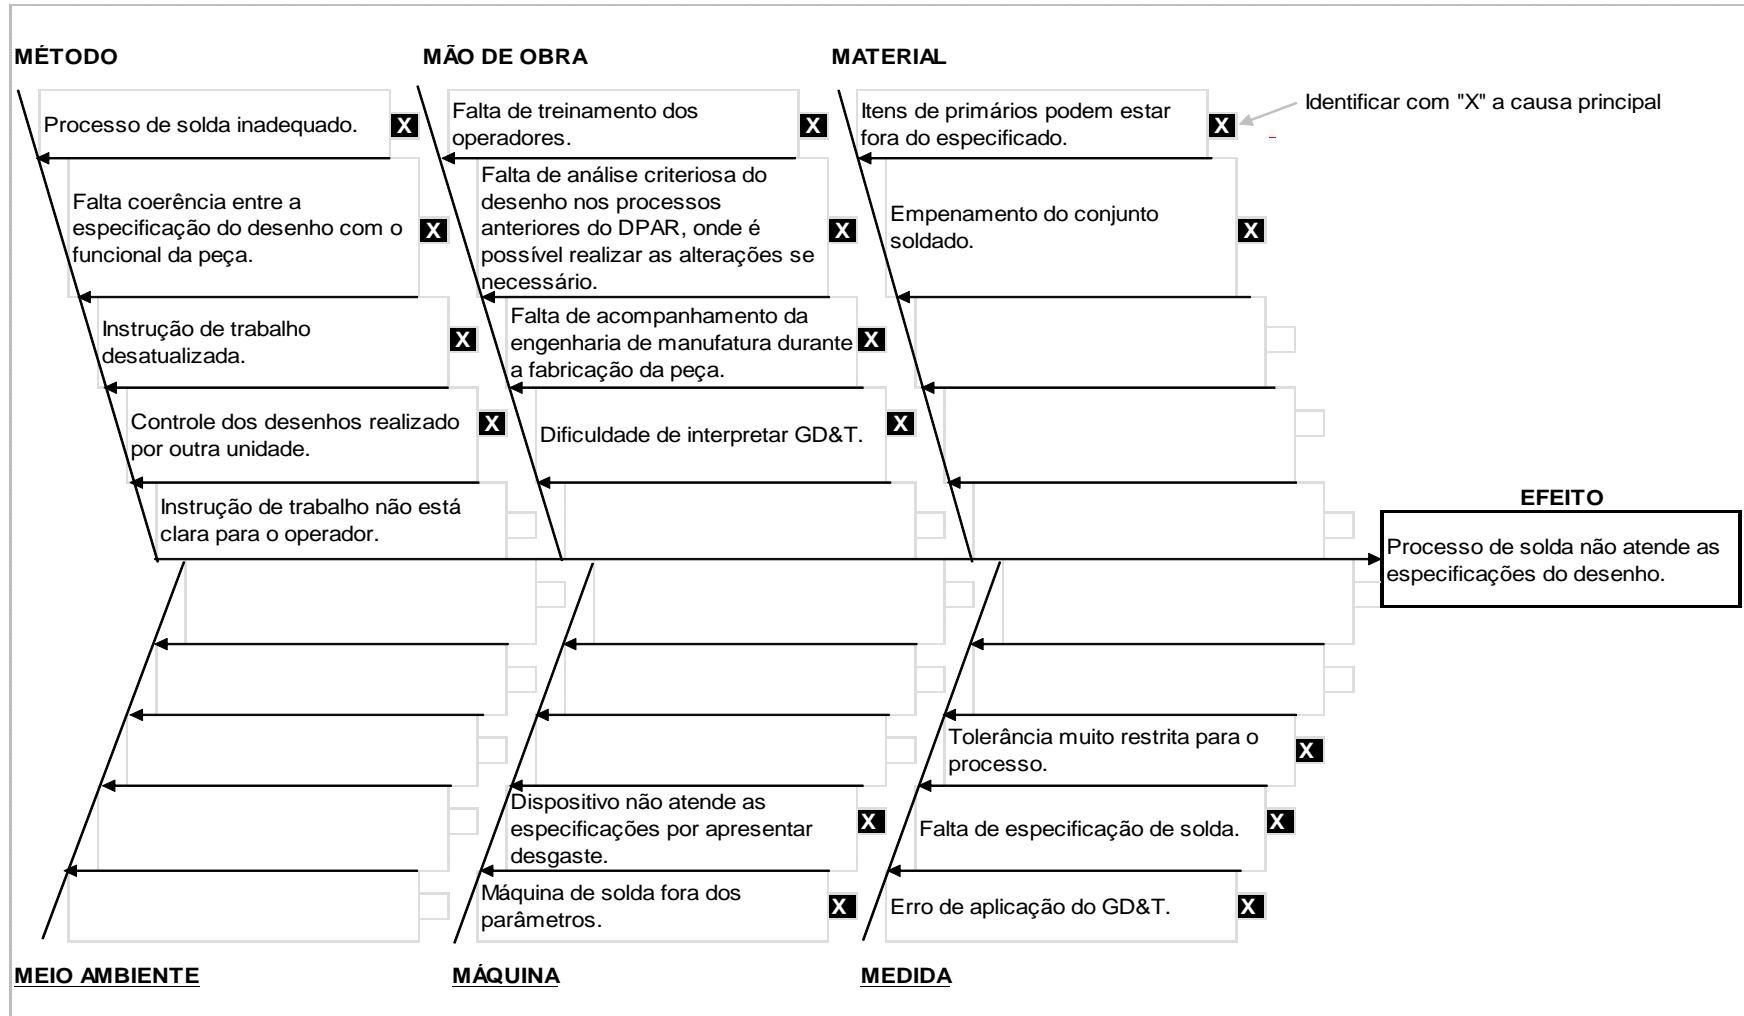 MÉTODO
MÃO DE OBRA
MATERIAL
Identificar com "X" a causa principal
Processo de solda inadequado.
X
Falta de treinamento dos
operadores.
X
Itens de primários podem estar
fora do especificado.
X
Falta coerência entre a
especificação do desenho com o
funcional da peça.
X
Falta de análise criteriosa do
desenho nos processos
anteriores do DPAR, onde é
possível realizar as alterações se
necessário.
X
Empenamento do conjunto
soldado.
X
Instrução de trabalho
desatualizada.
X
Falta de acompanhamento da
engenharia de manufatura durante
a fabricação da peça.
X
Controle dos desenhos realizado
por outra unidade.
X
Dificuldade de interpretar GD&T.
X
Instrução de trabalho não está
clara para o operador.
EFEITO
Processo de solda não atende as
especificações do desenho.
Tolerância muito restrita para o
processo.
X
Dispositivo não atende as
especificações por apresentar
desgaste.
X
Falta de especificação de solda.
X
Máquina de solda fora dos
parâmetros.
X
Erro de aplicação do GD&T.
X
MEIO AMBIENTE
MÁQUINA
MEDIDA